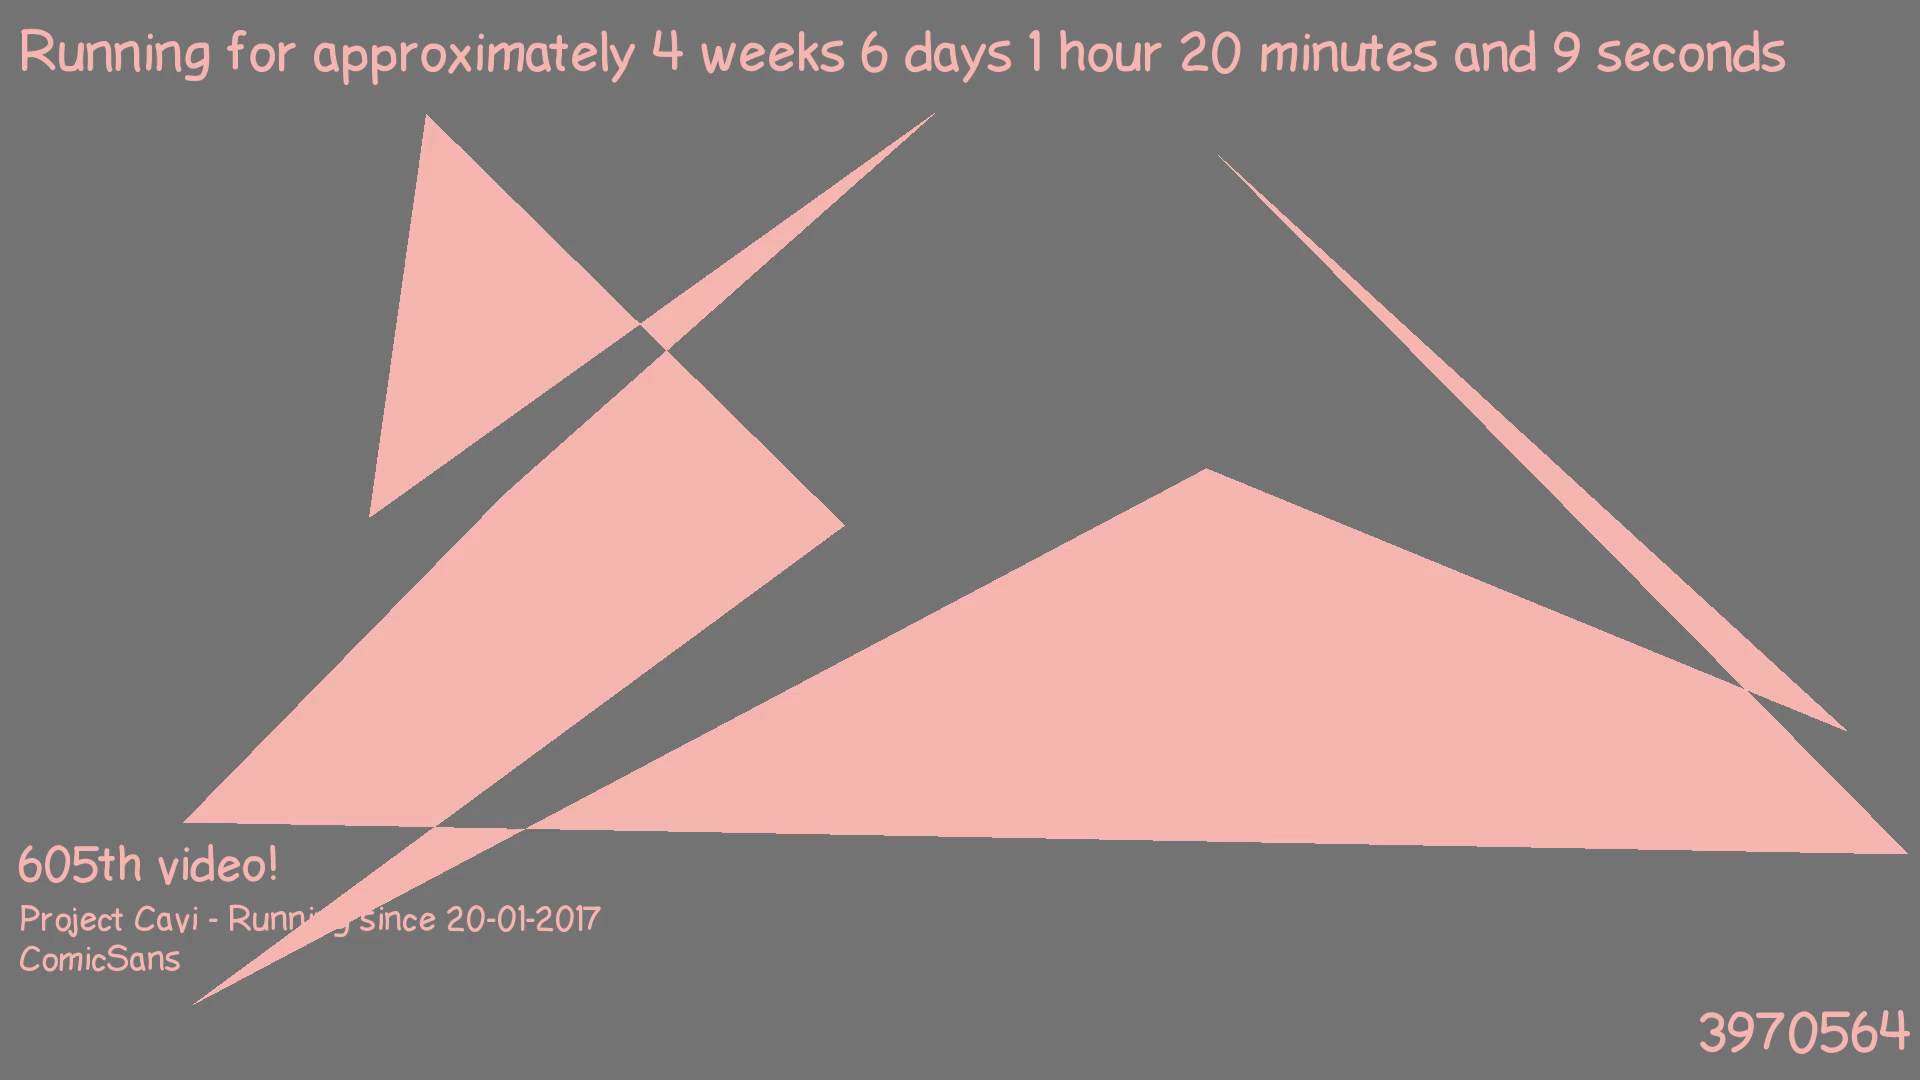 Running for approximately 4 weeks 6 days 1 hour 20 minutes and 9 seconds
605th video!
Project Cavi - Running since 20-01-2017
ComicSans
3970564